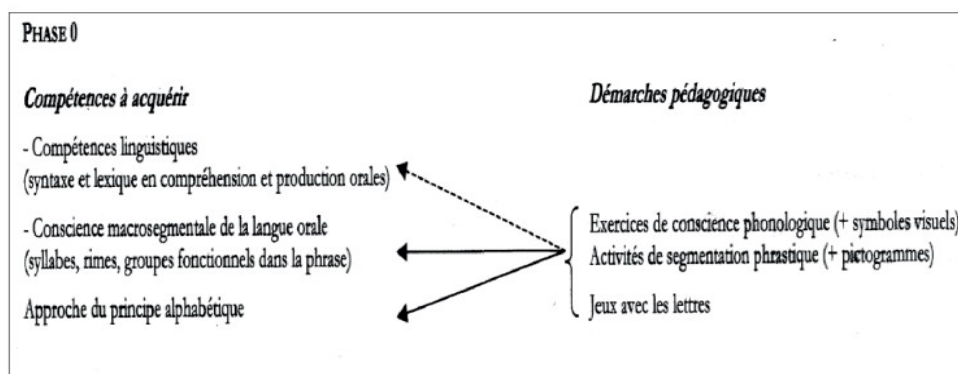 PHASE 0
Compétences à acquérir
Démarches pédagogiques
- Compétences linguistiques
(syntaxe et lexique en compréhension et production orales)
- Conscience macrosegmentale de la langue orale
(syllabes, rimes, groupes fonctionnels dans la phrase)
Approche du principe alphabétique
Exercices de conscience phonologique (+ symboles visuels)
Activités de segmentation phrastique (+ pictogrammes)
Jeux avec les lettres